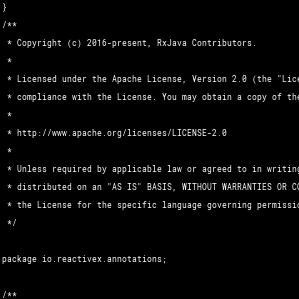 }
/**
 * Copyright (c) 2016-present, RxJava Contributors.
 *
 * Licensed under the Apache License, Version 2.0 (the
 * compliance with the License. You may obtain a copy of the
 *
 * http://www.apache.org/licenses/LICENSE-2.0
 *
 * Unless required by applicable law or agreed to in writing
 * distributed on an "AS IS" BASIS, WITHOUT WARRANTIES OR
 * the License for the specific language governing
 */
package io.reactivex.annotations;
/**